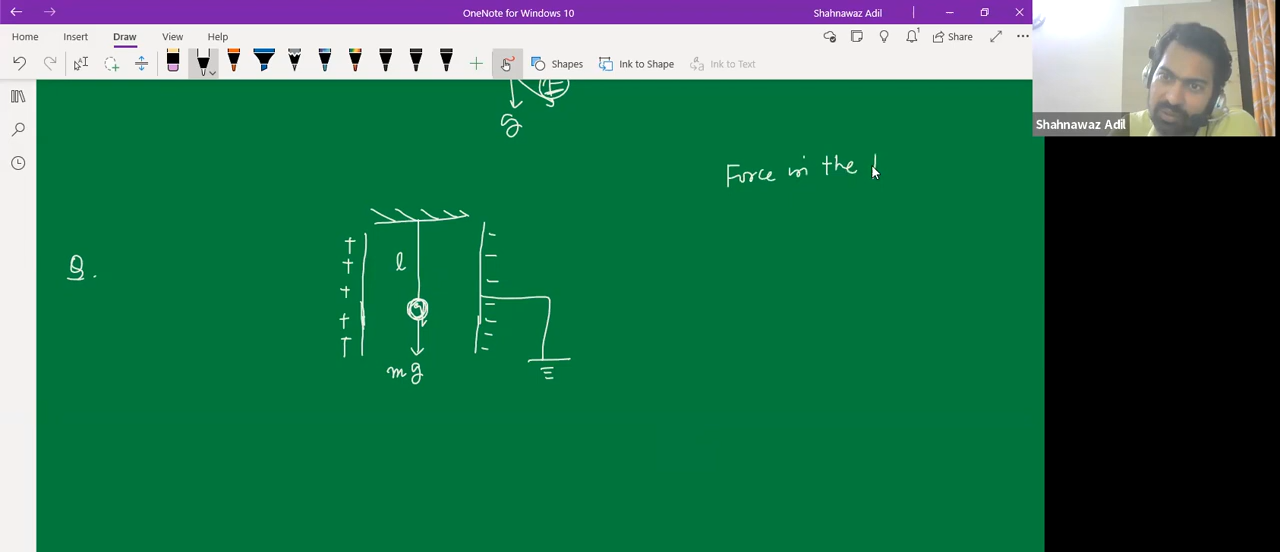 OneNote for Windows 10
Shahnawaz Adil
Home Insert Draw View Help
Share
Shapes
Ink to Shape
Ink to Text
Shahnawaz Adil
E
g
Force in the
+ -
+ l -
Q.
+ -
+ -
+ -
mg